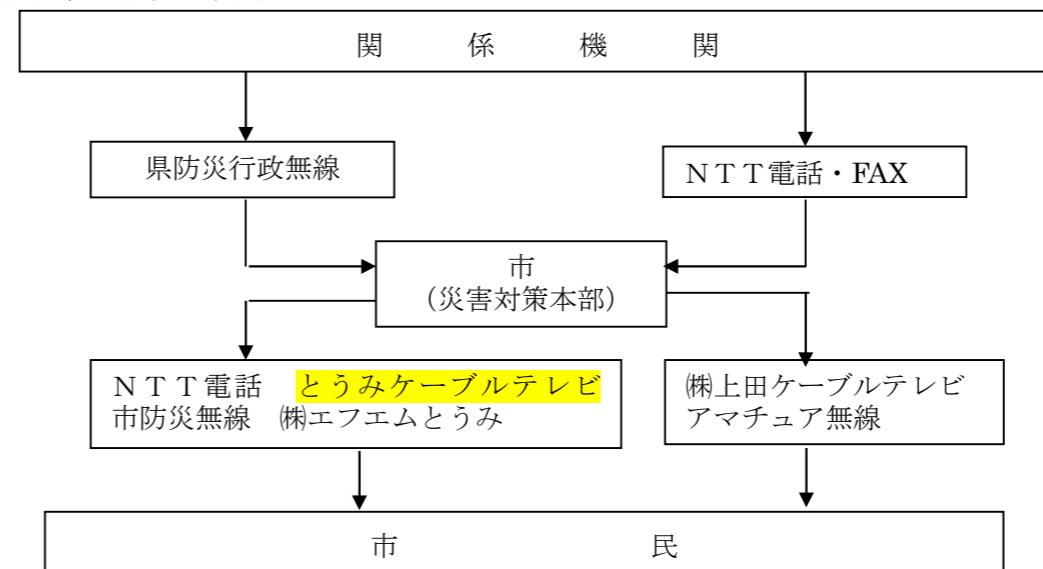 関係機関
県防災行政無線
ＮＴＴ電話・FAX
市
（災害対策本部）
ＮＴＴ電話　とうみケーブルテレビ
市防災無線　㈱エフエムとうみ
㈱上田ケーブルテレビ
アマチュア無線
市民